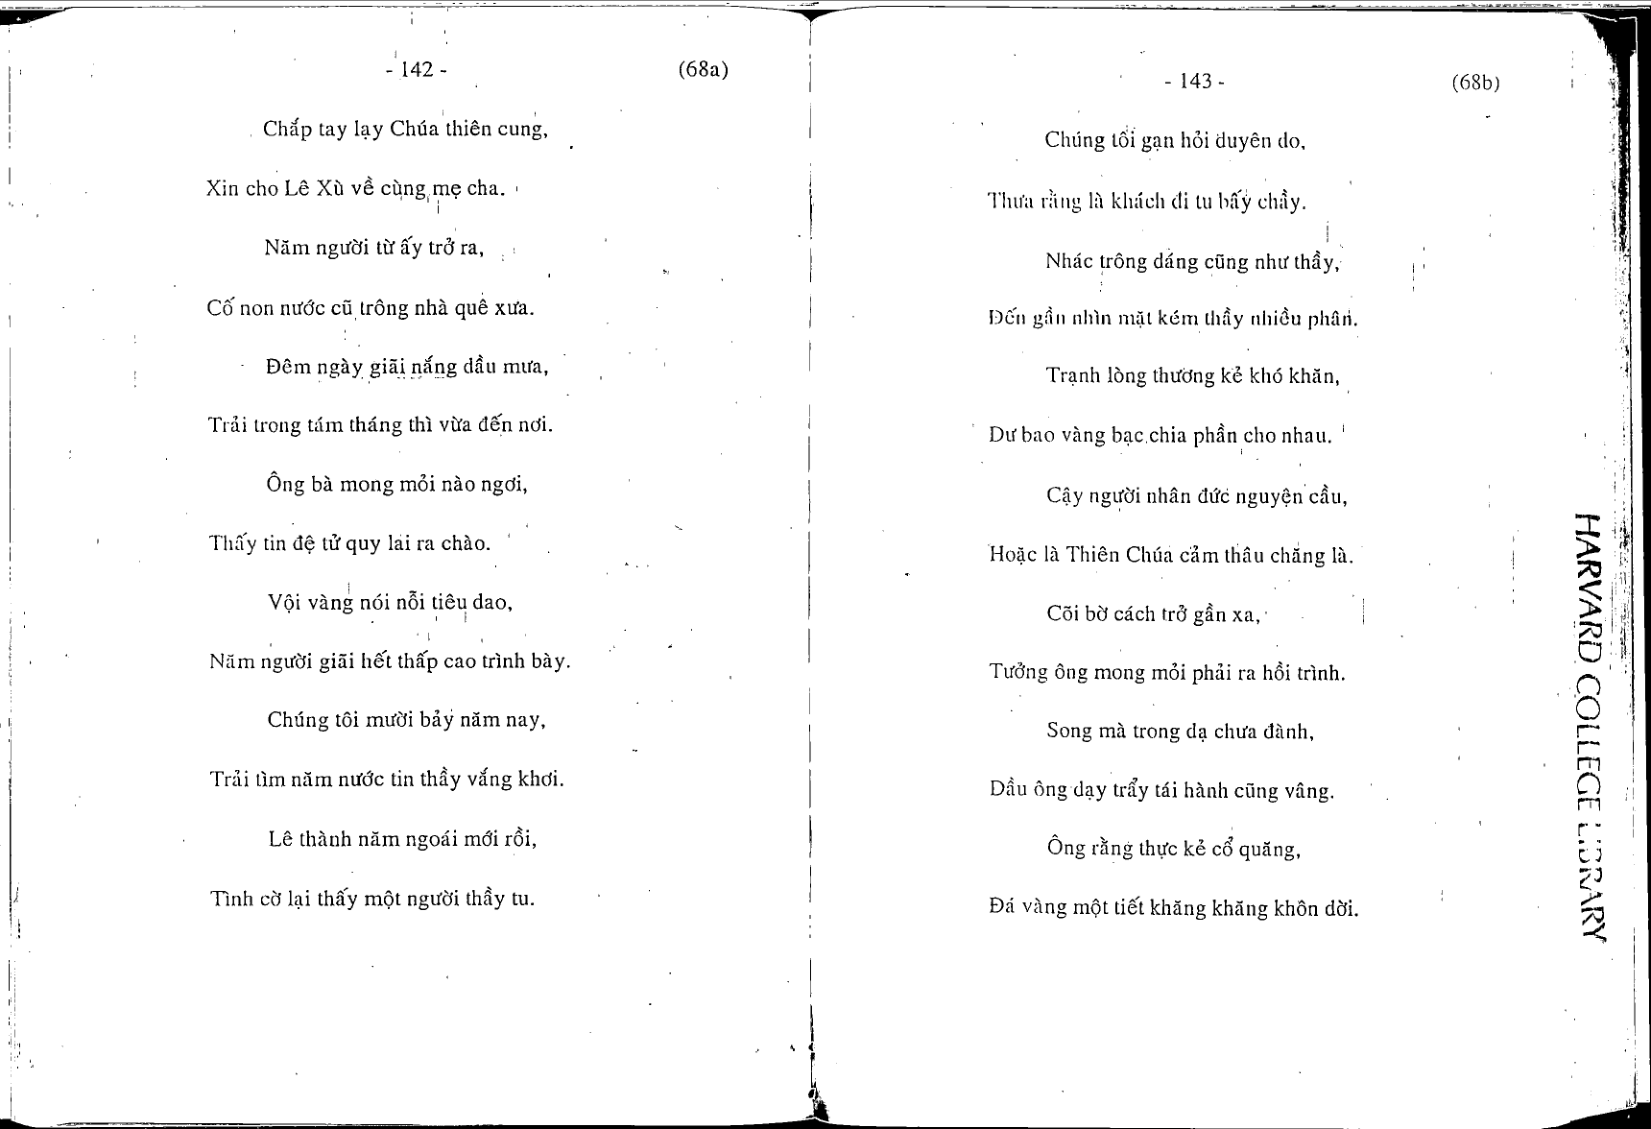 - 142 - (68a)
Chắp tay lạy Chúa thiên cung,
Xin cho Lê Xù về cùng mẹ cha.
Năm người từ ấy trở ra,
Cố non nước cũ trông nhà quê xưa.
Đêm ngày giãi nắng dầu mưa,
Trải trong tám tháng thì vừa đến nơi.
Ông bà mong mỏi nào ngơi,
Thấy tin đệ tử quy lai ra chào.
Vội vàng nói nỗi tiêu dao,
Năm người giãi hết thấp cao trình bày.
Chúng tôi mười bảy năm nay,
Trải tìm năm nước tin thầy vắng khơi.
Lê thành năm ngoái mới rồi,
Tình cờ lại thấy một người thầy tu.
- 143 - (68b)
Chúng tôi gạn hỏi duyên do,
Thưa rằng là khách đi tu bấy chầy.
Nhác trông dáng cũng như thầy,
Đến gần nhìn mặt kém thầy nhiều phân.
Trạnh lòng thương kẻ khó khăn,
Dư bao vàng bạc chia phần cho nhau.
Cậy người nhân đức nguyện cầu,
Hoặc là Thiên Chúa cảm thâu chăng là.
Cõi bờ cách trở gần xa,
Tưởng ông mong mỏi phải ra hồi trình.
Song mà trong dạ chưa đành,
Dầu ông dạy trẩy tái hành cũng vâng.
Ông rằng thực kẻ cổ quăng,
Đá vàng một tiết khăng khăng khôn dời.
HARVARD COLLEGE LIBRARY